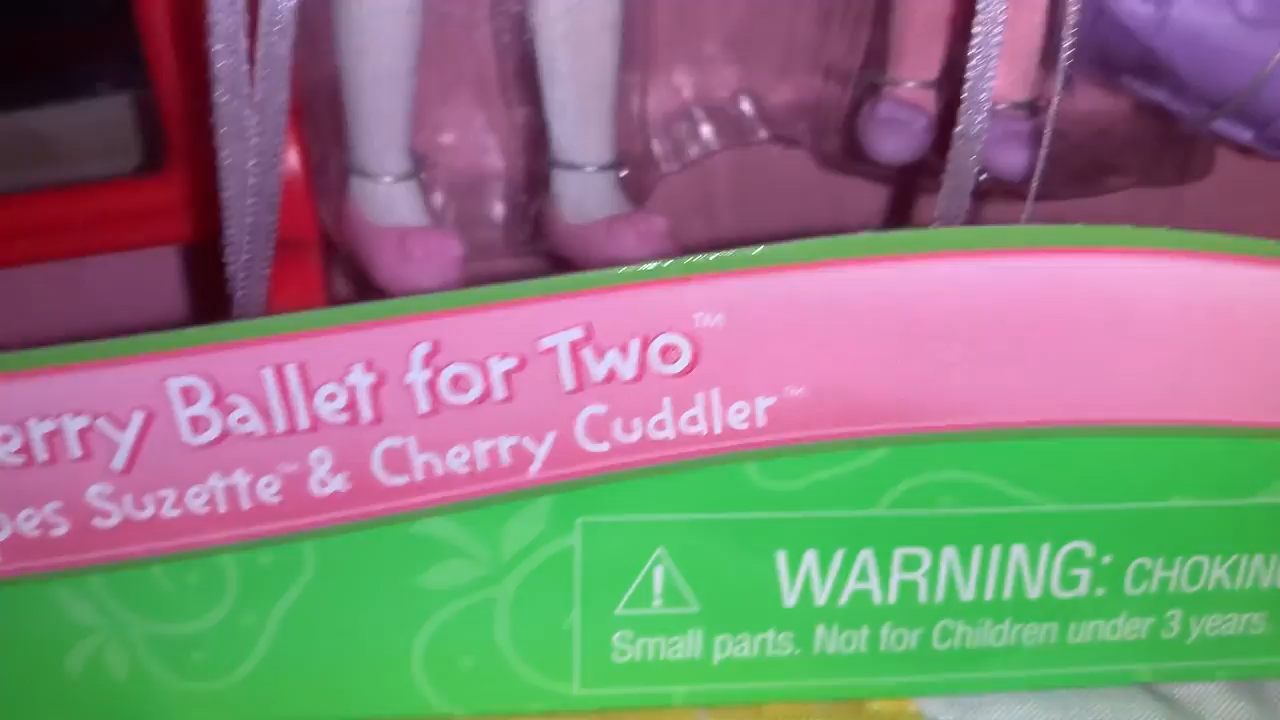 erry Ballet for Two™
pes Suzette™ & Cherry Cuddler™
WARNING: CHOKIN
Small parts. Not for Children under 3 years.